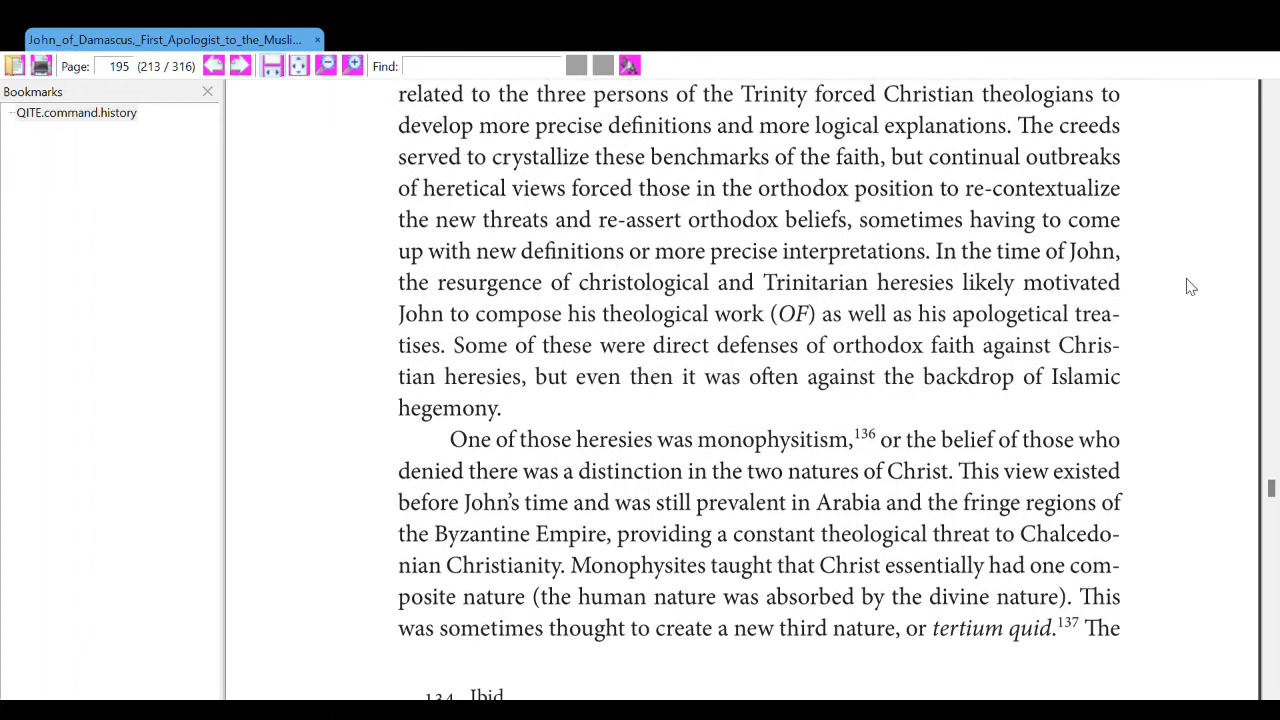 John_of_Damascus,_First_Apologist_to_the_Musli... ×
Page: 195 (213 / 316) Find:
Bookmarks
QITE.command.history
related to the three persons of the Trinity forced Christian theologians to
develop more precise definitions and more logical explanations. The creeds
served to crystallize these benchmarks of the faith, but continual outbreaks
of heretical views forced those in the orthodox position to re-contextualize
the new threats and re-assert orthodox beliefs, sometimes having to come
up with new definitions or more precise interpretations. In the time of John,
the resurgence of christological and Trinitarian heresies likely motivated
John to compose his theological work (OF) as well as his apologetical trea-
tises. Some of these were direct defenses of orthodox faith against Chris-
tian heresies, but even then it was often against the backdrop of Islamic
hegemony.
One of those heresies was monophysitism,136 or the belief of those who
denied there was a distinction in the two natures of Christ. This view existed
before John’s time and was still prevalent in Arabia and the fringe regions of
the Byzantine Empire, providing a constant theological threat to Chalcedo-
nian Christianity. Monophysites taught that Christ essentially had one com-
posite nature (the human nature was absorbed by the divine nature). This
was sometimes thought to create a new third nature, or tertium quid.137 The
134. Ibid.